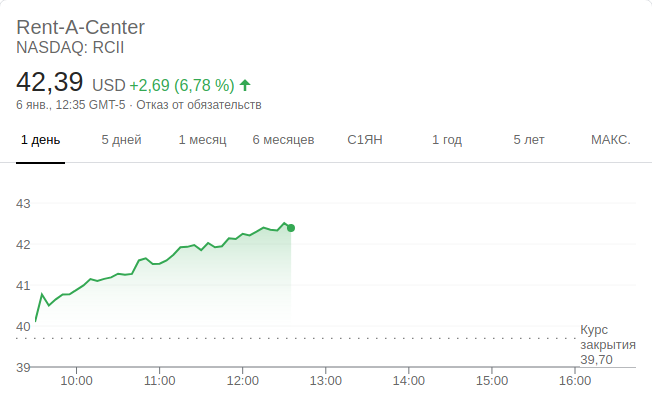 Rent-A-Center
NASDAQ: RCII
42,39 USD +2,69 (6,78 %)
6 янв., 12:35 GMT-5 · Отказ от обязательств
1 день 5 дней 1 месяц 6 месяцев С1ЯН 1 год 5 лет МАКС.
43
42
41
40
Курс
закрытия
39,70
39
10:00 11:00 12:00 13:00 14:00 15:00 16:00